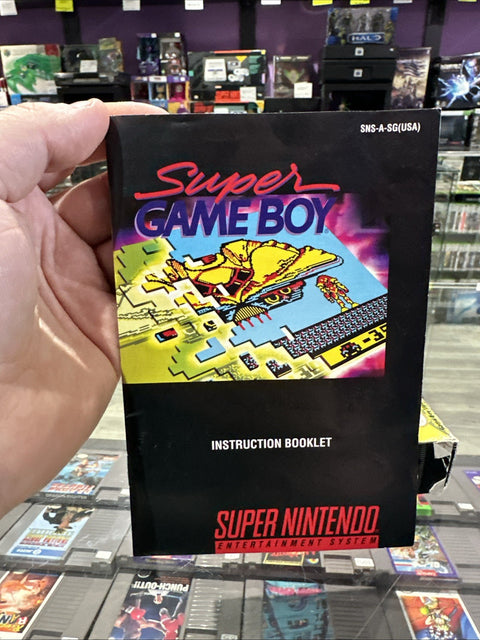 HALO
SNS-A-SG(USA)
Super
GAME BOY
INSTRUCTION BOOKLET
SUPER NINTENDO
ENTERTAINMENT SYSTEM
PUNCH-OUT!!